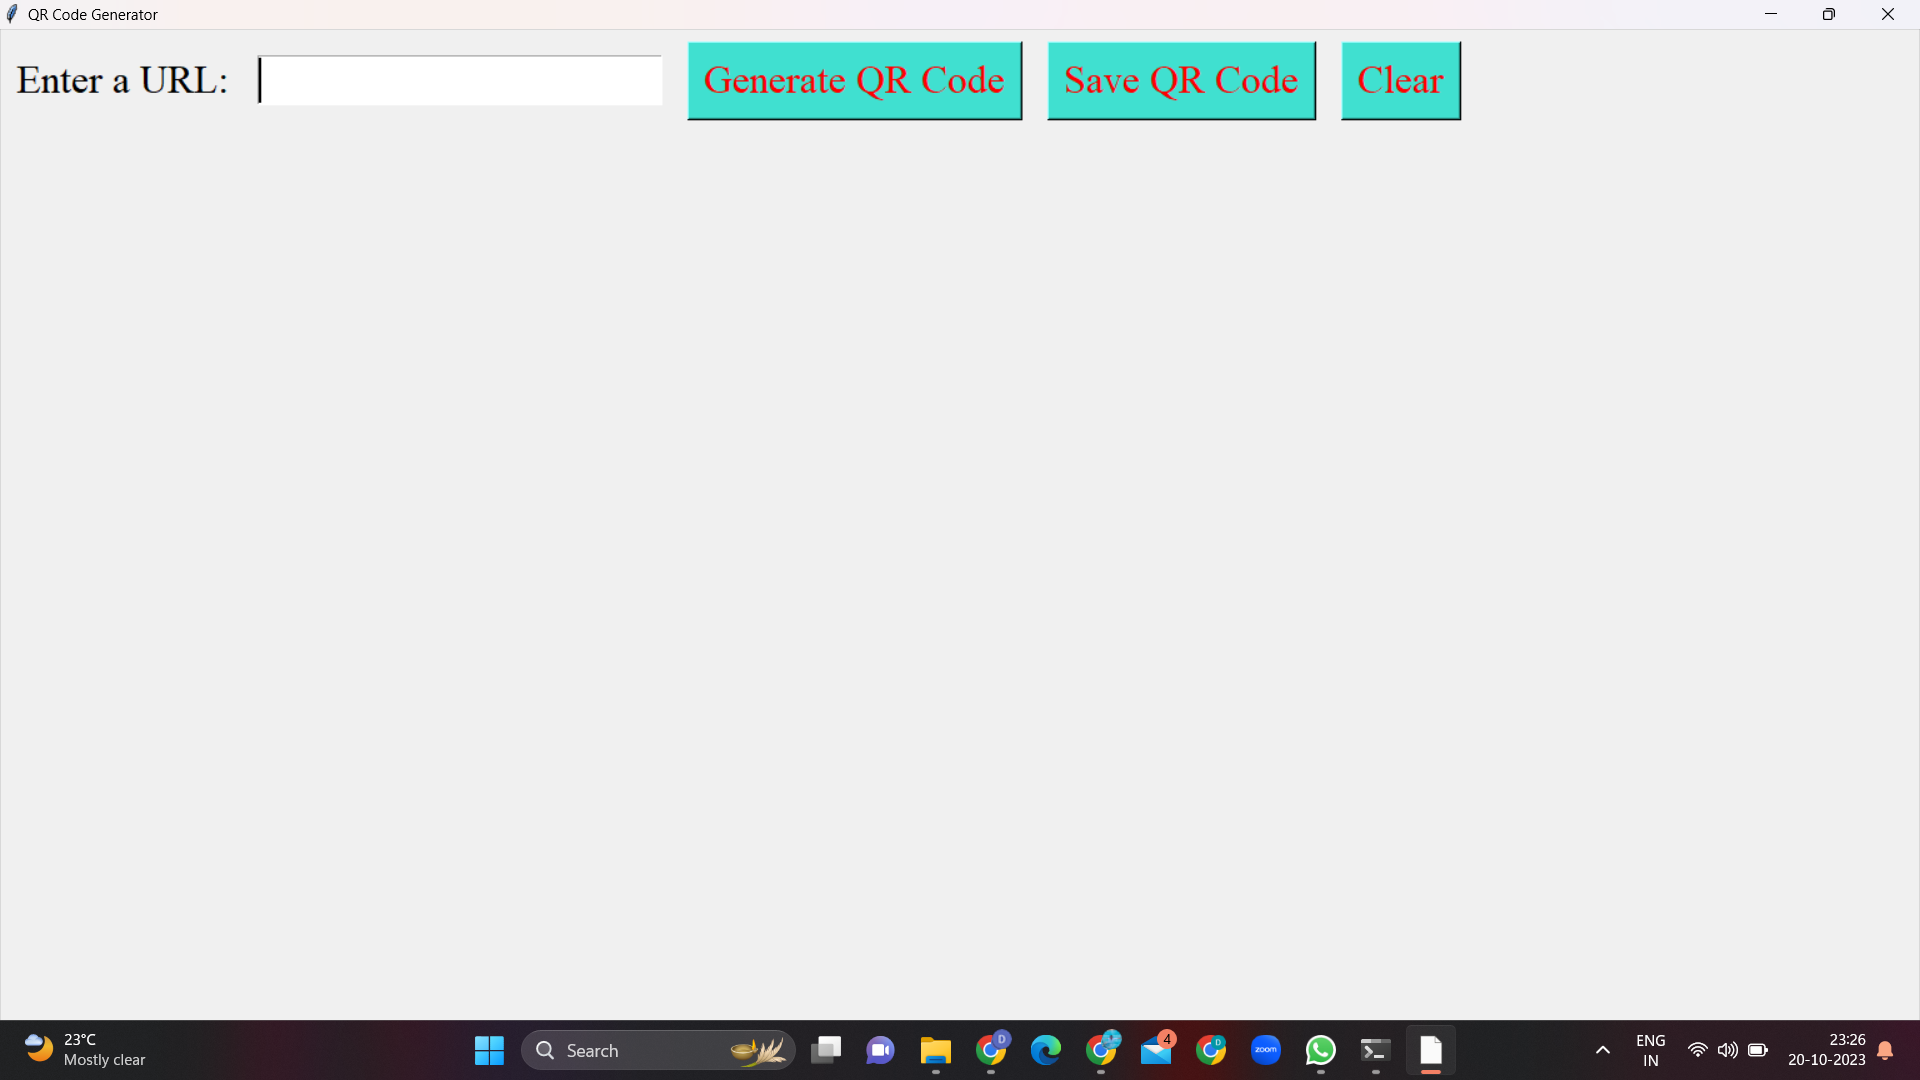 QR Code Generator
Enter a URL:
Generate QR Code
Save QR Code
Clear
23°C
Mostly clear
Search
D
4
D
zoom
ENG
IN
23:26
20-10-2023